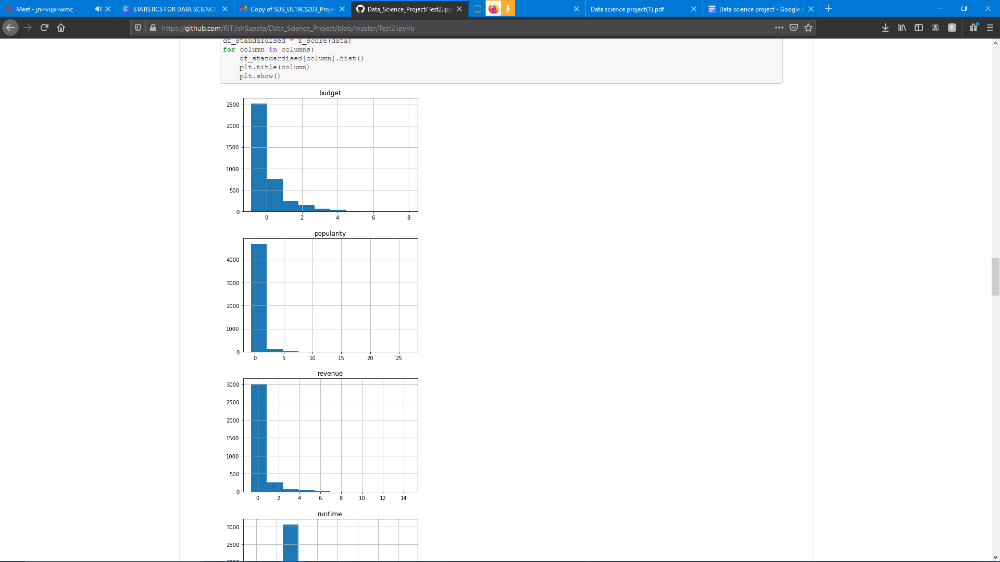 Meet - jni-vujx-wmc
STATISTICS FOR DATA SCIENCE
Copy of SDS_UE19CS203_Proje
Data_Science_Project/Test2.ipyn
Data science project(1).pdf
Data science project - Google D
https://github.com/RIT3shSapata/Data_Science_Project/blob/master/Test2.ipynb
df_standardised = z_score(data)
for column in columns:
    df_standardised[column].hist()
    plt.title(column)
    plt.show()
budget
2500
2000
1500
1000
500
0
0 2 4 6 8
popularity
4000
3000
2000
1000
0
0 5 10 15 20 25
revenue
3000
2500
2000
1500
1000
500
0
0 2 4 6 8 10 12 14
runtime
3000
2500